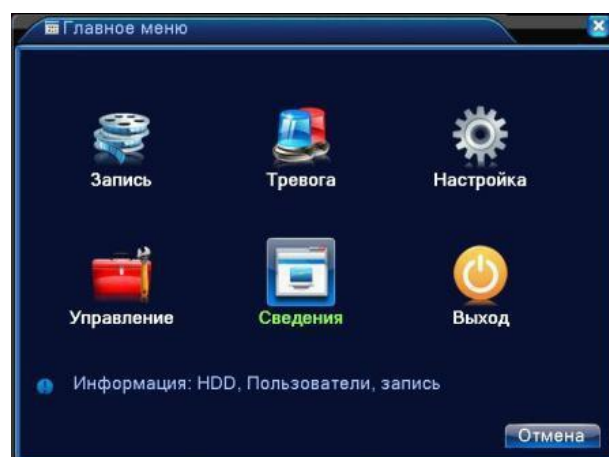 Главное меню
Запись
Тревога
Настройка
Управление
Сведения
Выход
Информация: HDD, Пользователи, запись
Отмена